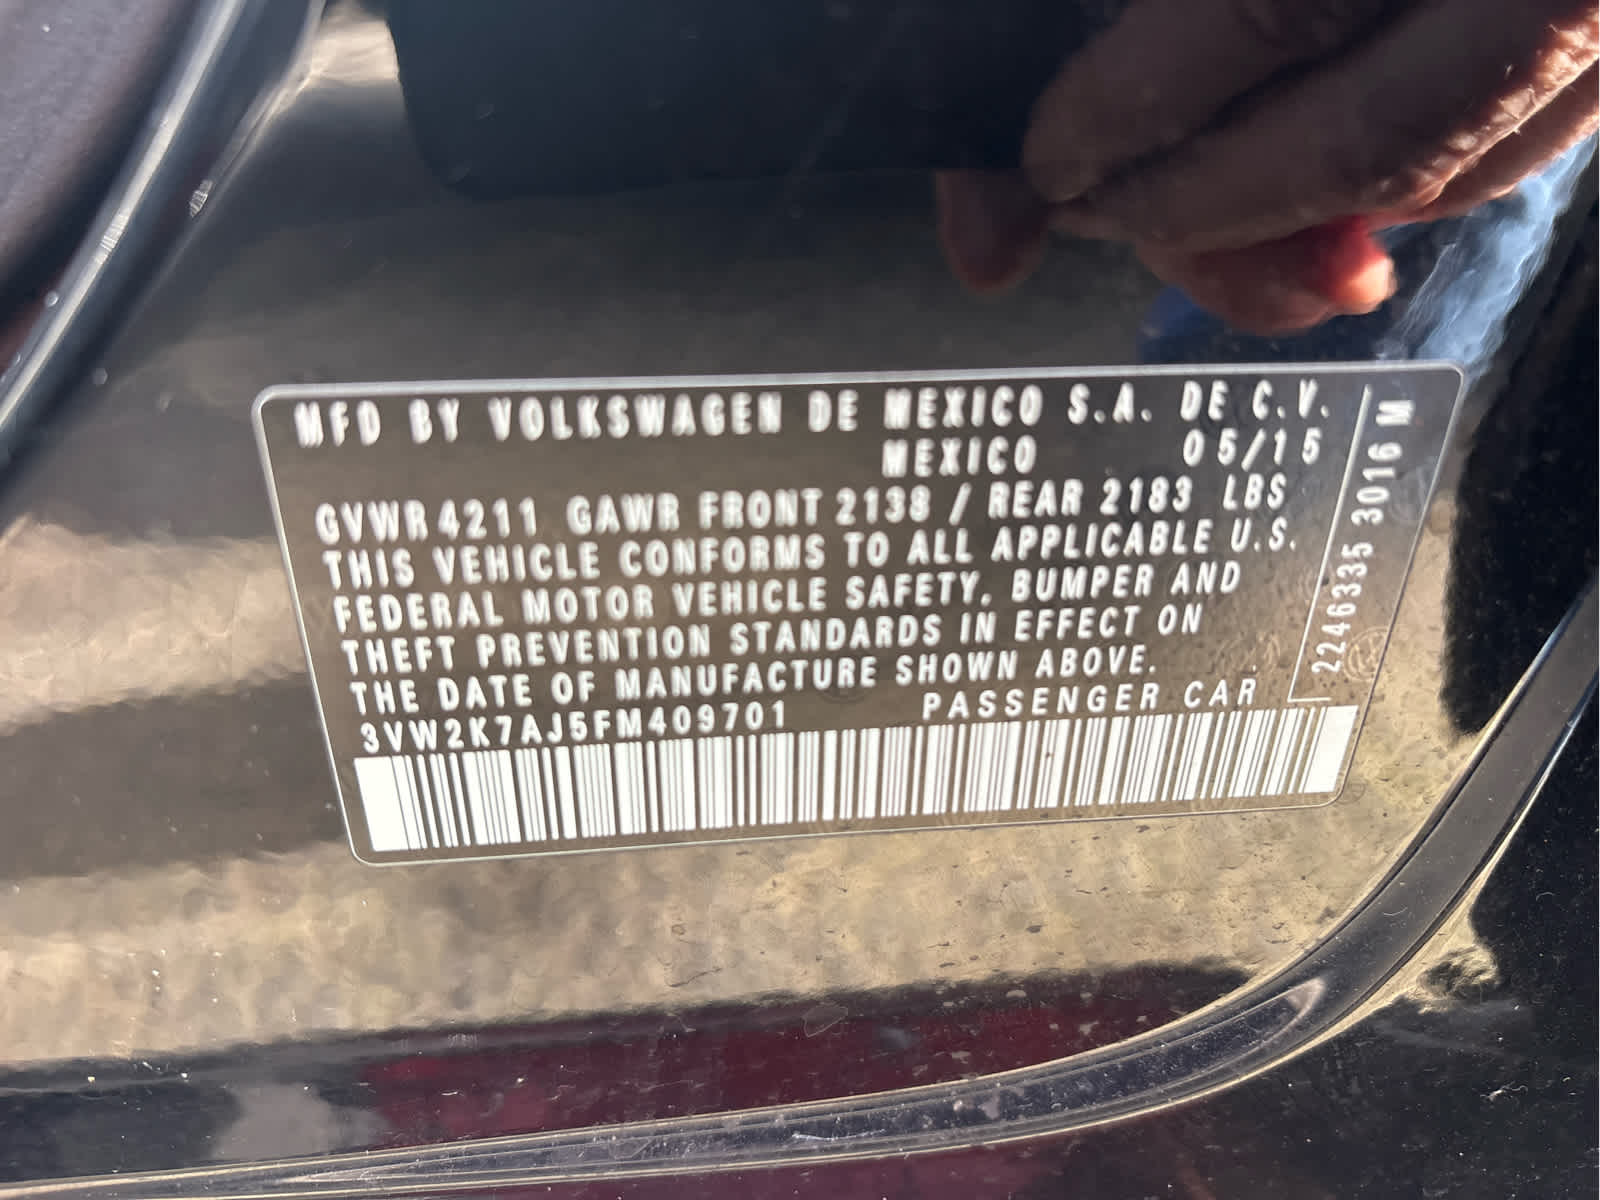 MFD BY VOLKSWAGEN DE MEXICO S.A. DE C.V.
MEXICO 05/15
GVWR 4211 GAWR FRONT 2138 / REAR 2183 LBS
THIS VEHICLE CONFORMS TO ALL APPLICABLE U.S.
FEDERAL MOTOR VEHICLE SAFETY, BUMPER AND
THEFT PREVENTION STANDARDS IN EFFECT ON
THE DATE OF MANUFACTURE SHOWN ABOVE.
3VW2K7AJ5FM409701 PASSENGER CAR
2246335 3016 M